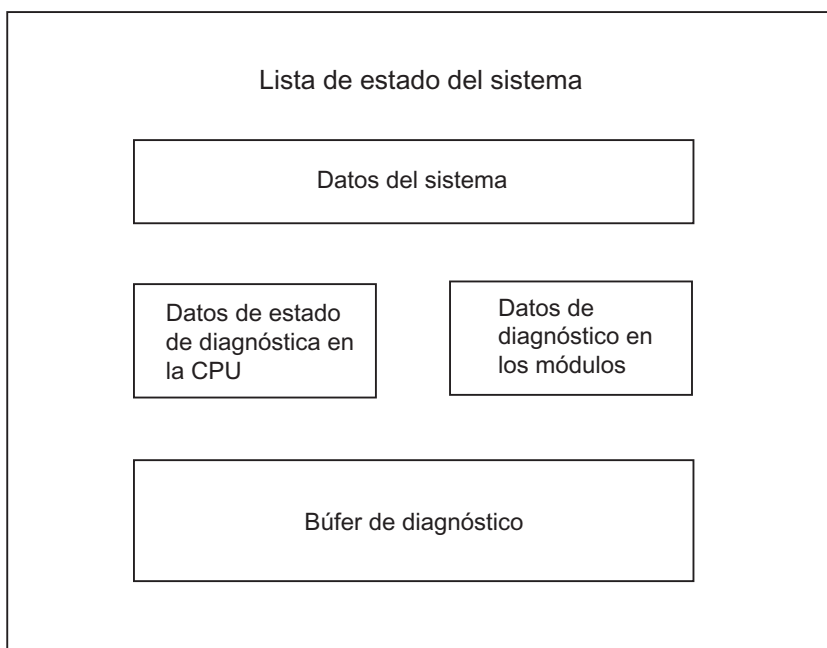 Lista de estado del sistema
Datos del sistema
Datos de estado
de diagnóstica en
la CPU
Datos de
diagnóstico en
los módulos
Búfer de diagnóstico